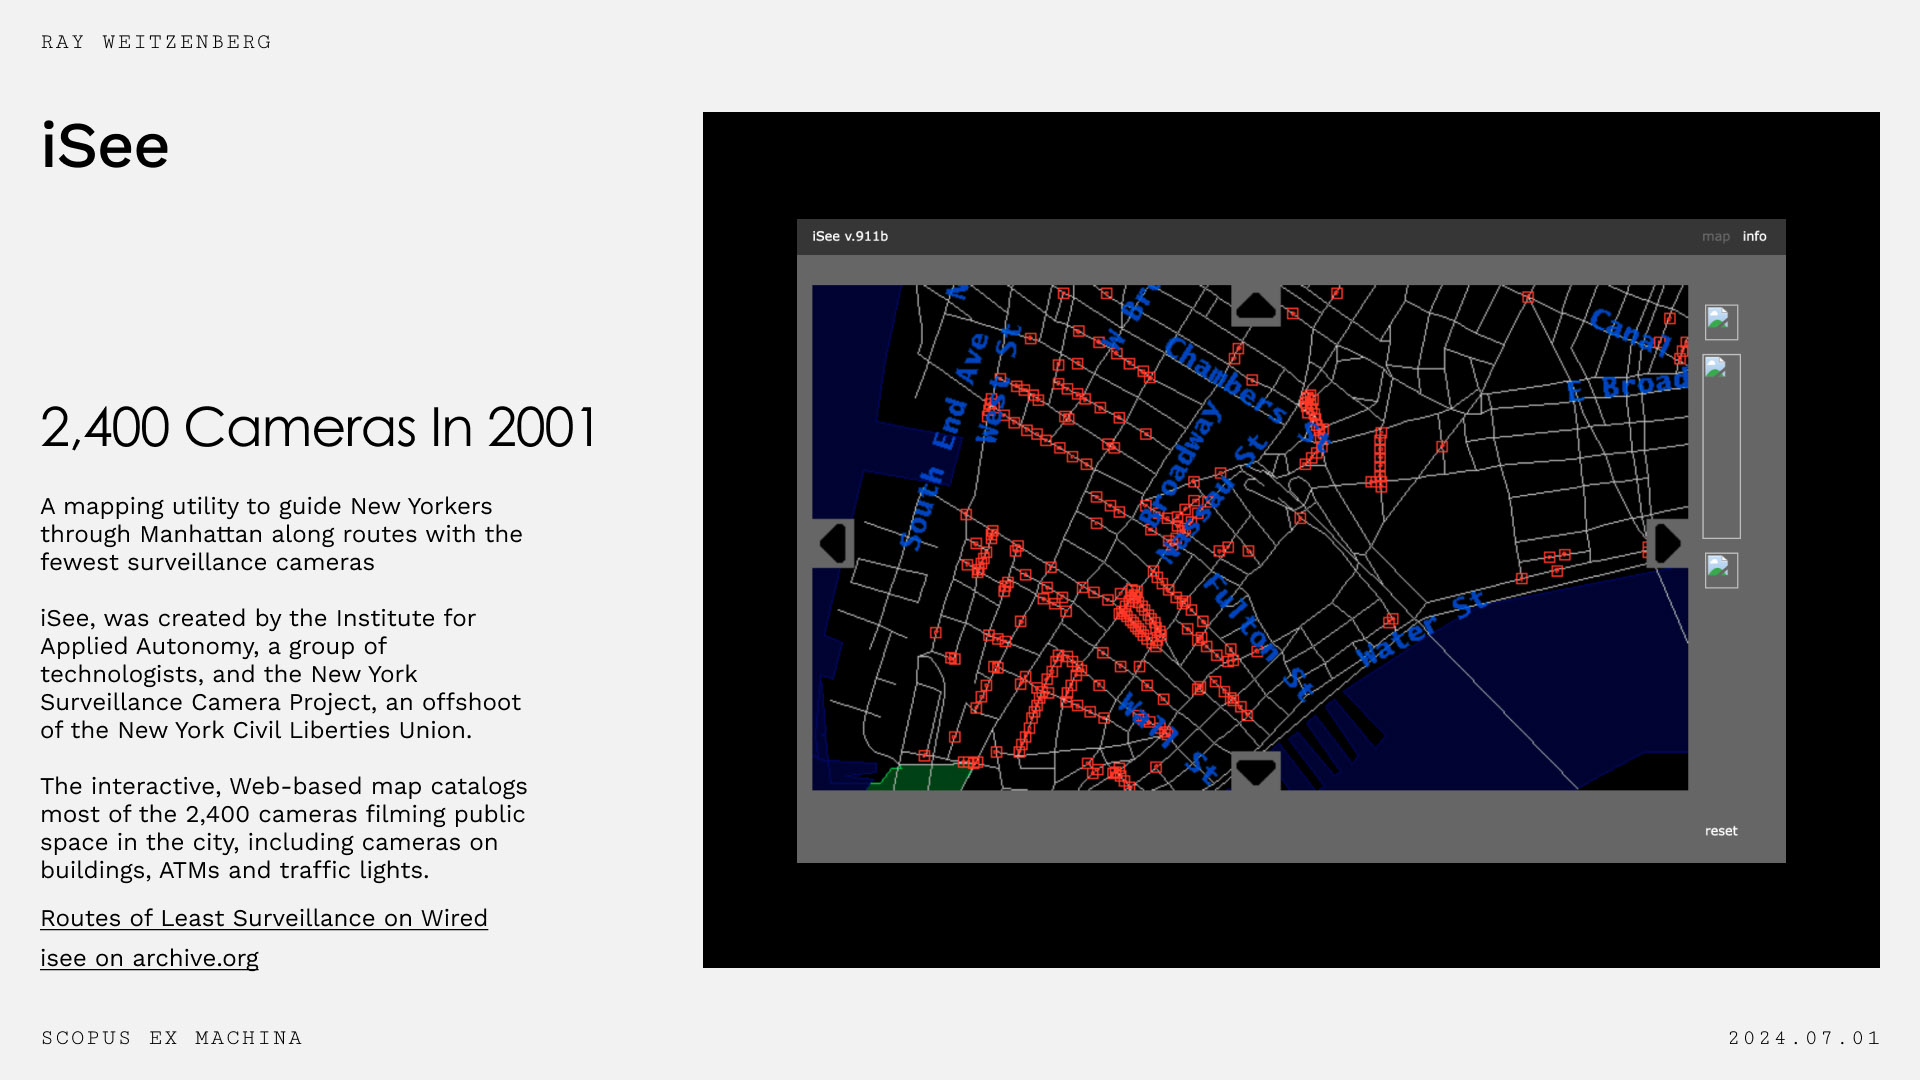 RAY WEITZENBERG
iSee
2,400 Cameras In 2001
A mapping utility to guide New Yorkers
through Manhattan along routes with the
fewest surveillance cameras
iSee, was created by the Institute for
Applied Autonomy, a group of
technologists, and the New York
Surveillance Camera Project, an offshoot
of the New York Civil Liberties Union.
The interactive, Web-based map catalogs
most of the 2,400 cameras filming public
space in the city, including cameras on
buildings, ATMs and traffic lights.
Routes of Least Surveillance on Wired
isee on archive.org
iSee v.911b
map info
South End Ave
West St
W Br
Chambers St
Broadway
Nassau St
Canal
E Broad
Fulton St
Water St
Wall St
reset
SCOPUS EX MACHINA
2024.07.01